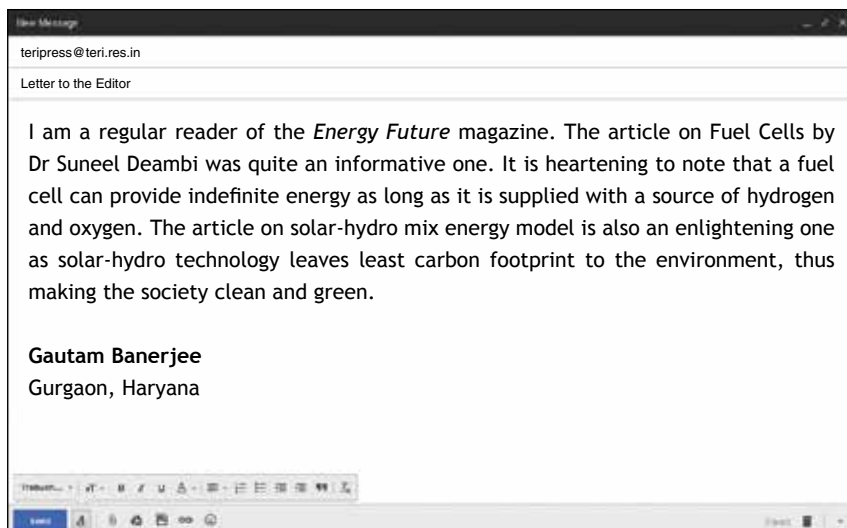 New Message
teripress@teri.res.in
Letter to the Editor
I am a regular reader of the Energy Future magazine. The article on Fuel Cells by
Dr Suneel Deambi was quite an informative one. It is heartening to note that a fuel
cell can provide indefinite energy as long as it is supplied with a source of hydrogen
and oxygen. The article on solar-hydro mix energy model is also an enlightening one
as solar-hydro technology leaves least carbon footprint to the environment, thus
making the society clean and green.
Gautam Banerjee
Gurgaon, Haryana
Send